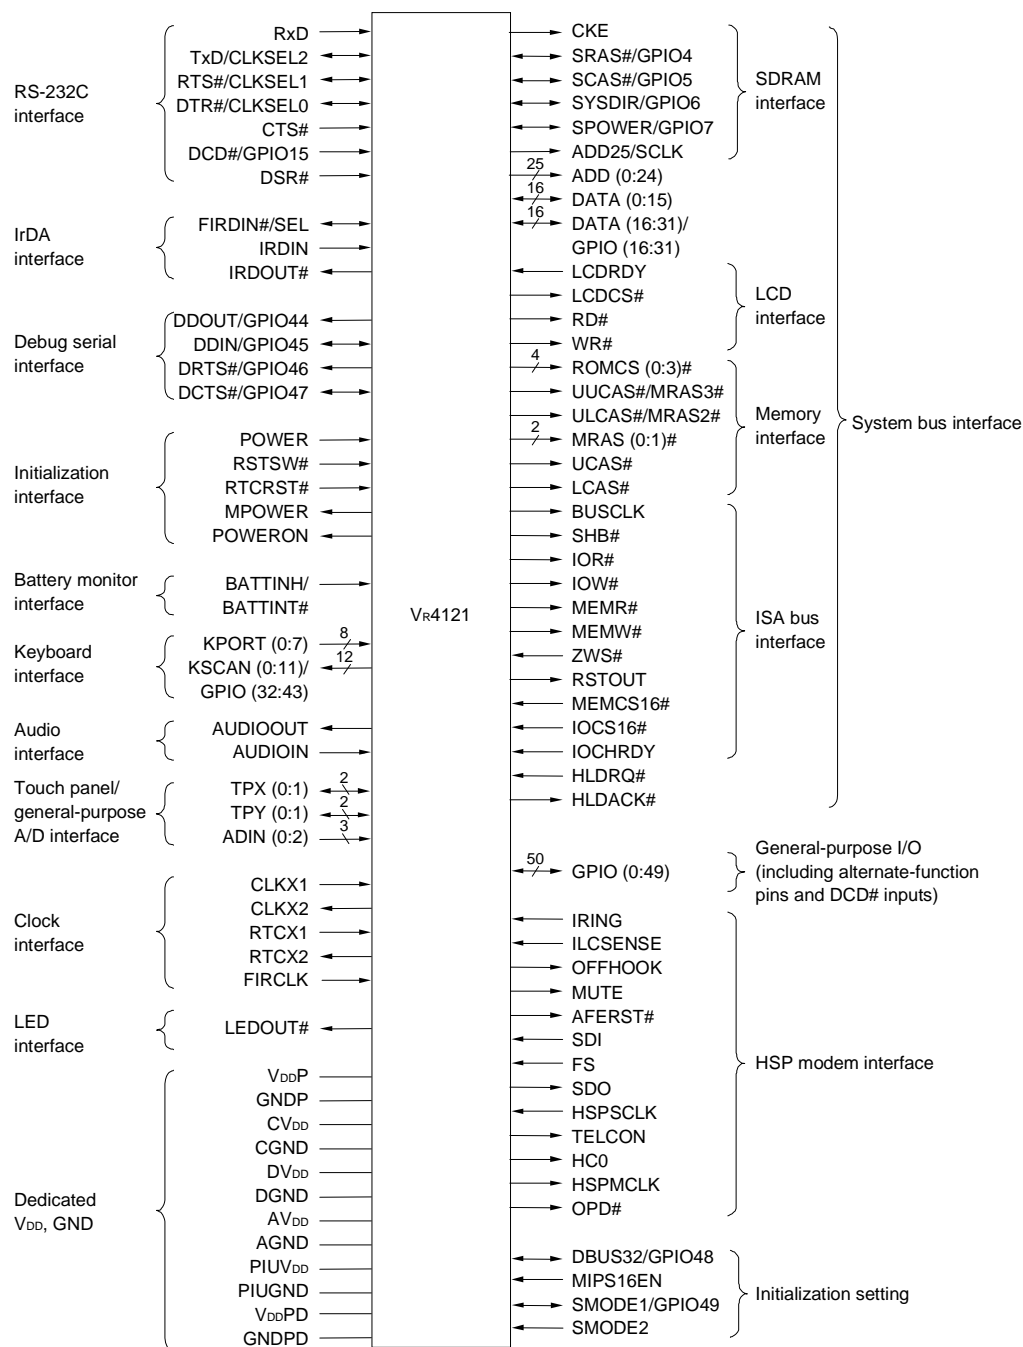 RS-232C
interface
RxD
TxD/CLKSEL2
RTS#/CLKSEL1
DTR#/CLKSEL0
CTS#
DCD#/GPIO15
DSR#
IrDA
interface
FIRDIN#/SEL
IRDIN
IRDOUT#
Debug serial
interface
DDOUT/GPIO44
DDIN/GPIO45
DRTS#/GPIO46
DCTS#/GPIO47
Initialization
interface
POWER
RSTSW#
RTCRST#
MPOWER
POWERON
Battery monitor
interface
BATTINH/
BATTINT#
Keyboard
interface
KPORT (0:7) 8
KSCAN (0:11)/ 12
GPIO (32:43)
Audio
interface
AUDIOOUT
AUDIOIN
Touch panel/
general-purpose
A/D interface
TPX (0:1) 2
TPY (0:1) 2
ADIN (0:2) 3
Clock
interface
CLKX1
CLKX2
RTCX1
RTCX2
FIRCLK
LED
interface
LEDOUT#
Dedicated
VDD, GND
VDDP
GNDP
CVDD
CGND
DVDD
DGND
AVDD
AGND
PIUVDD
PIUGND
VDDPD
GNDPD
VR4121
CKE
SRAS#/GPIO4
SCAS#/GPIO5
SYSDIR/GPIO6
SPOWER/GPIO7
ADD25/SCLK
SDRAM
interface
25 ADD (0:24)
16 DATA (0:15)
16 DATA (16:31)/
GPIO (16:31)
LCDRDY
LCDCS#
RD#
WR#
LCD
interface
4 ROMCS (0:3)#
UUCAS#/MRAS3#
ULCAS#/MRAS2#
2 MRAS (0:1)#
UCAS#
LCAS#
Memory
interface
BUSCLK
SHB#
IOR#
IOW#
MEMR#
MEMW#
ZWS#
RSTOUT
MEMCS16#
IOCS16#
IOCHRDY
ISA bus
interface
HLDRQ#
HLDACK#
System bus interface
50 GPIO (0:49)
General-purpose I/O
(including alternate-function
pins and DCD# inputs)
IRING
ILCSENSE
OFFHOOK
MUTE
AFERST#
SDI
FS
SDO
HSPSCLK
TELCON
HC0
HSPMCLK
OPD#
HSP modem interface
DBUS32/GPIO48
MIPS16EN
SMODE1/GPIO49
SMODE2
Initialization setting